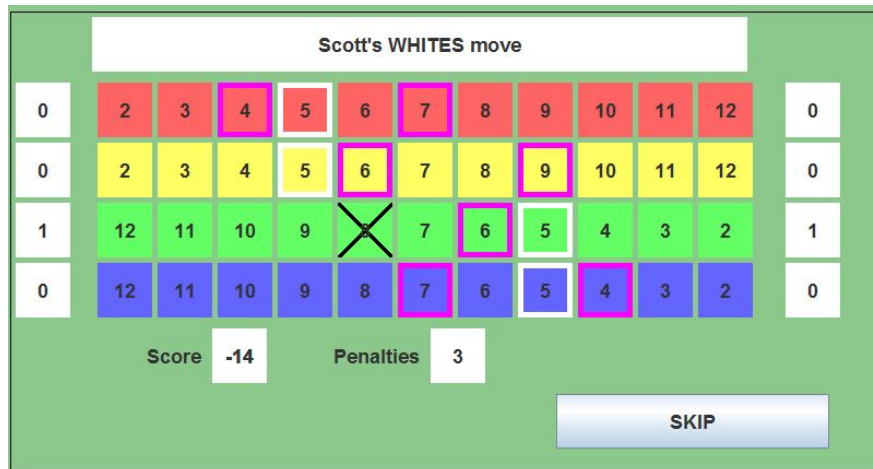 Scott's WHITES move
0 2 3 4 5 6 7 8 9 10 11 12 0
0 2 3 4 5 6 7 8 9 10 11 12 0
1 12 11 10 9 8 7 6 5 4 3 2 1
0 12 11 10 9 8 7 6 5 4 3 2 0
Score -14 Penalties 3
SKIP